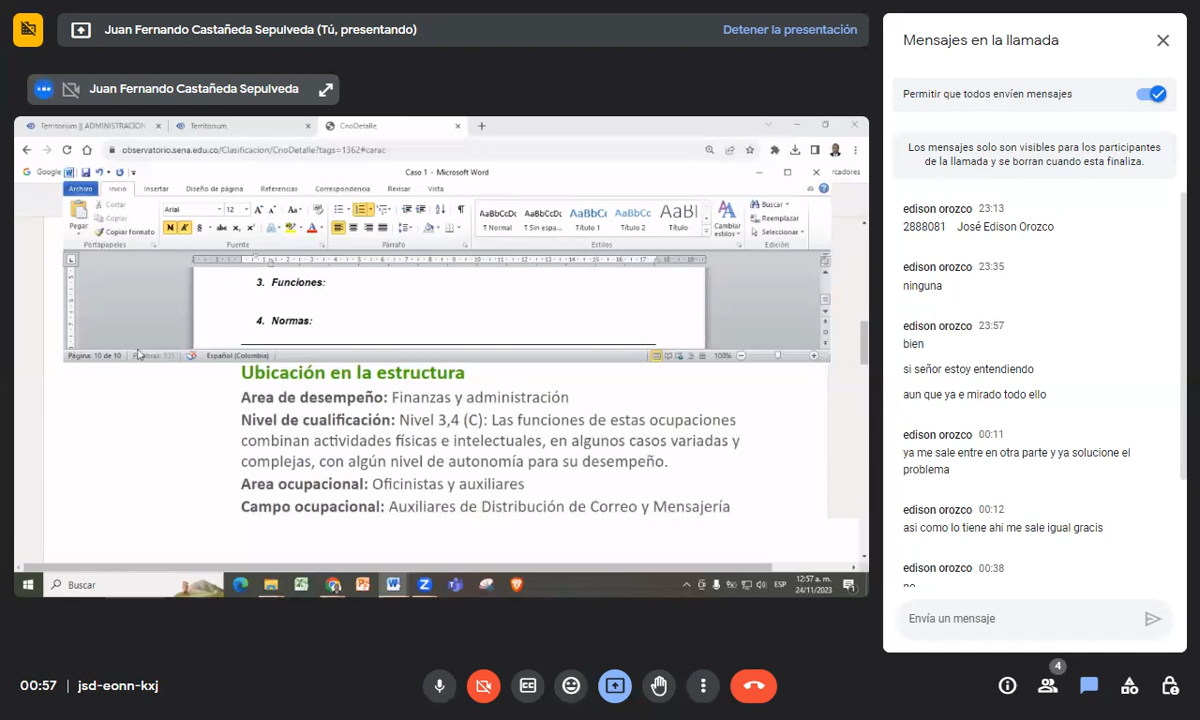 Juan Fernando Castañeda Sepulveda (Tú, presentando)
Detener la presentación
Juan Fernando Castañeda Sepulveda
Territorium || ADMINISTRACION
Territorium
CnoDetalle
observatorio.sena.edu.co/Clasificacion/CnoDetalle?tags=1362#carac
Google
Caso 1 - Microsoft Word
rcadores
Archivo
Inicio
Insertar
Diseño de página
Referencias
Correspondencia
Revisar
Vista
Pegar
Cortar
Copiar
Copiar formato
Portapapeles
Arial
12
Fuente
Párrafo
AaBbCcDc
AaBbCcDc
AaBbCc
AaBbCc
AaBl
¶ Normal
¶ Sin espa...
Título 1
Título 2
Título
Estilos
Cambiar
estilos
Buscar
Reemplazar
Seleccionar
Edición
3. Funciones:
4. Normas:
Página: 10 de 10
Español (Colombia)
100%
Ubicación en la estructura
Area de desempeño: Finanzas y administración
Nivel de cualificación: Nivel 3,4 (C): Las funciones de estas ocupaciones
combinan actividades físicas e intelectuales, en algunos casos variadas y
complejas, con algún nivel de autonomía para su desempeño.
Area ocupacional: Oficinistas y auxiliares
Campo ocupacional: Auxiliares de Distribución de Correo y Mensajería
Buscar
ESP
12:57 a. m.
24/11/2023
Mensajes en la llamada
Permitir que todos envíen mensajes
Los mensajes solo son visibles para los participantes
de la llamada y se borran cuando esta finaliza.
edison orozco 23:13
2888081 José Edison Orozco
edison orozco 23:35
ninguna
edison orozco 23:57
bien
si señor estoy entendiendo
aun que ya e mirado todo ello
edison orozco 00:11
ya me sale entre en otra parte y ya solucione el
problema
edison orozco 00:12
asi como lo tiene ahi me sale igual gracis
edison orozco 00:38
no
Envía un mensaje
00:57 | jsd-eonn-kxj
4